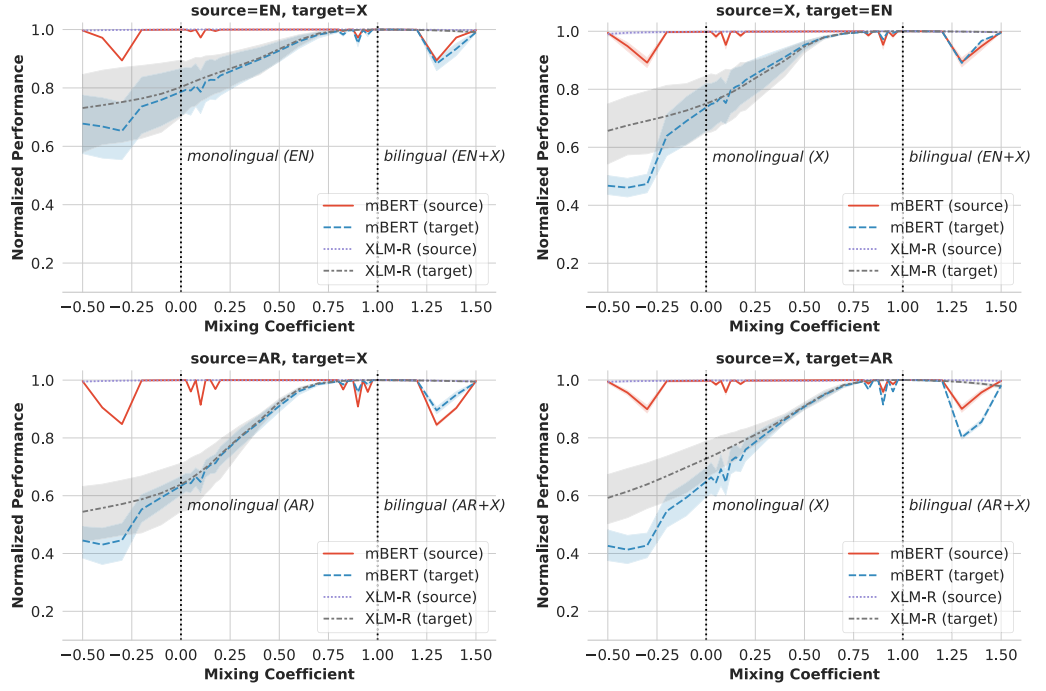 source=EN, target=X
Normalized Performance
1.0
0.8
0.6
0.4
0.2
monolingual (EN)
bilingual (EN+X)
mBERT (source)
mBERT (target)
XLM-R (source)
XLM-R (target)
−0.50 −0.25 0.00 0.25 0.50 0.75 1.00 1.25 1.50
Mixing Coefficient
source=X, target=EN
Normalized Performance
1.0
0.8
0.6
0.4
0.2
monolingual (X)
bilingual (EN+X)
mBERT (source)
mBERT (target)
XLM-R (source)
XLM-R (target)
−0.50 −0.25 0.00 0.25 0.50 0.75 1.00 1.25 1.50
Mixing Coefficient
source=AR, target=X
Normalized Performance
1.0
0.8
0.6
0.4
0.2
monolingual (AR)
bilingual (AR+X)
mBERT (source)
mBERT (target)
XLM-R (source)
XLM-R (target)
−0.50 −0.25 0.00 0.25 0.50 0.75 1.00 1.25 1.50
Mixing Coefficient
source=X, target=AR
Normalized Performance
1.0
0.8
0.6
0.4
0.2
monolingual (X)
bilingual (AR+X)
mBERT (source)
mBERT (target)
XLM-R (source)
XLM-R (target)
−0.50 −0.25 0.00 0.25 0.50 0.75 1.00 1.25 1.50
Mixing Coefficient